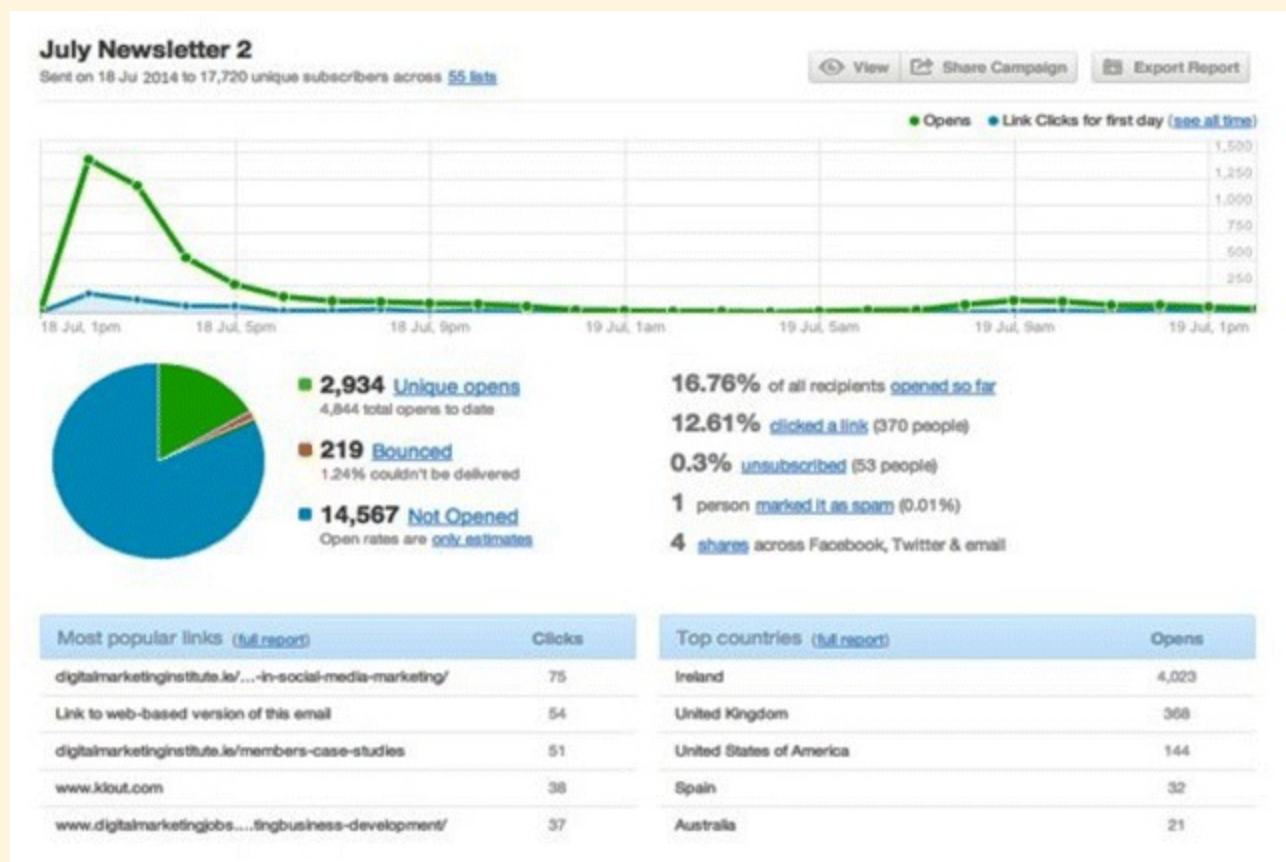 July Newsletter 2
Sent on 18 Ju 2014 to 17,720 unique subscribers across 55 lists
View Share Campaign Export Report
Opens Link Clicks for first day (see all time)
1,500
1,250
1,000
750
500
250
18 Jul, 1pm 18 Jul, 5pm 18 Jul, 9pm 19 Jul, 1am 19 Jul, 5am 19 Jul, 9am 19 Jul, 1pm
2,934 Unique opens
4,844 total opens to date
219 Bounced
1.24% couldn't be delivered
14,567 Not Opened
Open rates are only estimates
16.76% of all recipients opened so far
12.61% clicked a link (370 people)
0.3% unsubscribed (53 people)
1 person marked it as spam (0.01%)
4 shares across Facebook, Twitter & email
Most popular links (full report) Clicks
digitalmarketinginstitute.ie/...-in-social-media-marketing/ 75
Link to web-based version of this email 54
digitalmarketinginstitute.ie/members-case-studies 51
www.klout.com 38
www.digitalmarketingjobs....tingbusiness-development/ 37
Top countries (full report) Opens
Ireland 4,023
United Kingdom 368
United States of America 144
Spain 32
Australia 21